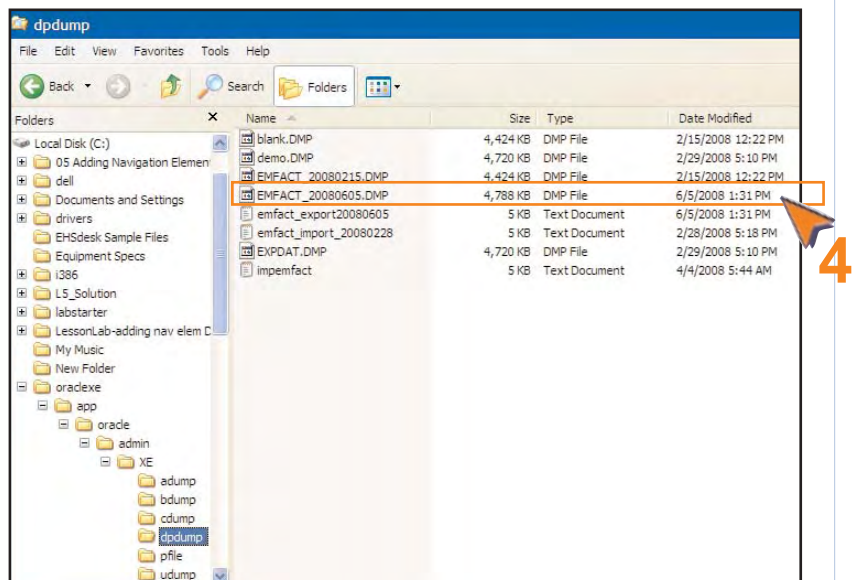 dpdump
File Edit View Favorites Tools Help
Back Search Folders
Folders X Name Size Type Date Modified
Local Disk (C:)
05 Adding Navigation Elemen
dell
Documents and Settings
drivers
EHSdesk Sample Files
Equipment Specs
i386
L5_Solution
labstarter
LessonLab-adding nav elem D
My Music
New Folder
oraclexe
app
oracle
admin
XE
adump
bdump
cdump
dpdump
pfile
udump
blank.DMP 4,424 KB DMP File 2/15/2008 12:22 PM
demo.DMP 4,720 KB DMP File 2/29/2008 5:10 PM
EMFACT_20080215.DMP 4,424 KB DMP File 2/15/2008 12:22 PM
EMFACT_20080605.DMP 4,788 KB DMP File 6/5/2008 1:31 PM
emfact_export20080605 5 KB Text Document 6/5/2008 1:31 PM
emfact_import_20080228 5 KB Text Document 2/28/2008 5:18 PM
EXPDAT.DMP 4,720 KB DMP File 2/29/2008 5:10 PM
impemfact 5 KB Text Document 4/4/2008 5:44 AM
4